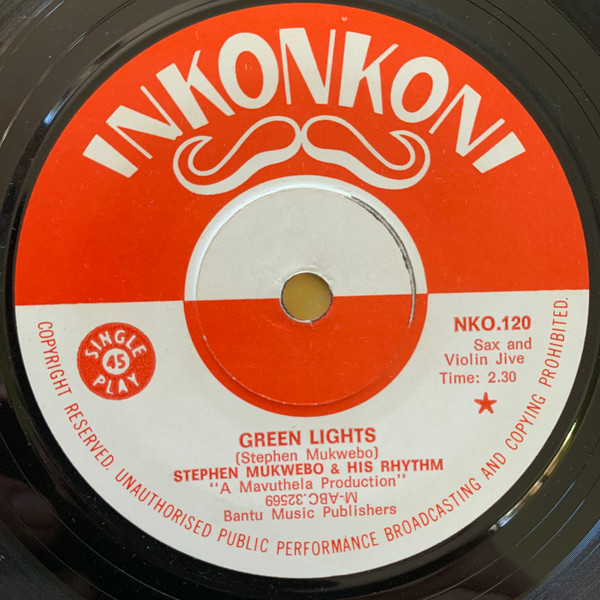 INKONKONI
NKO.120
Sax and
Violin Jive
Time: 2.30
SINGLE
45
PLAY
GREEN LIGHTS
(Stephen Mukwebo)
STEPHEN MUKWEBO & HIS RHYTHM
"A Mavuthela Production"
M-ABC.32569
Bantu Music Publishers
COPYRIGHT RESERVED. UNAUTHORISED PUBLIC PERFORMANCE BROADCASTING AND COPYING PROHIBITED.